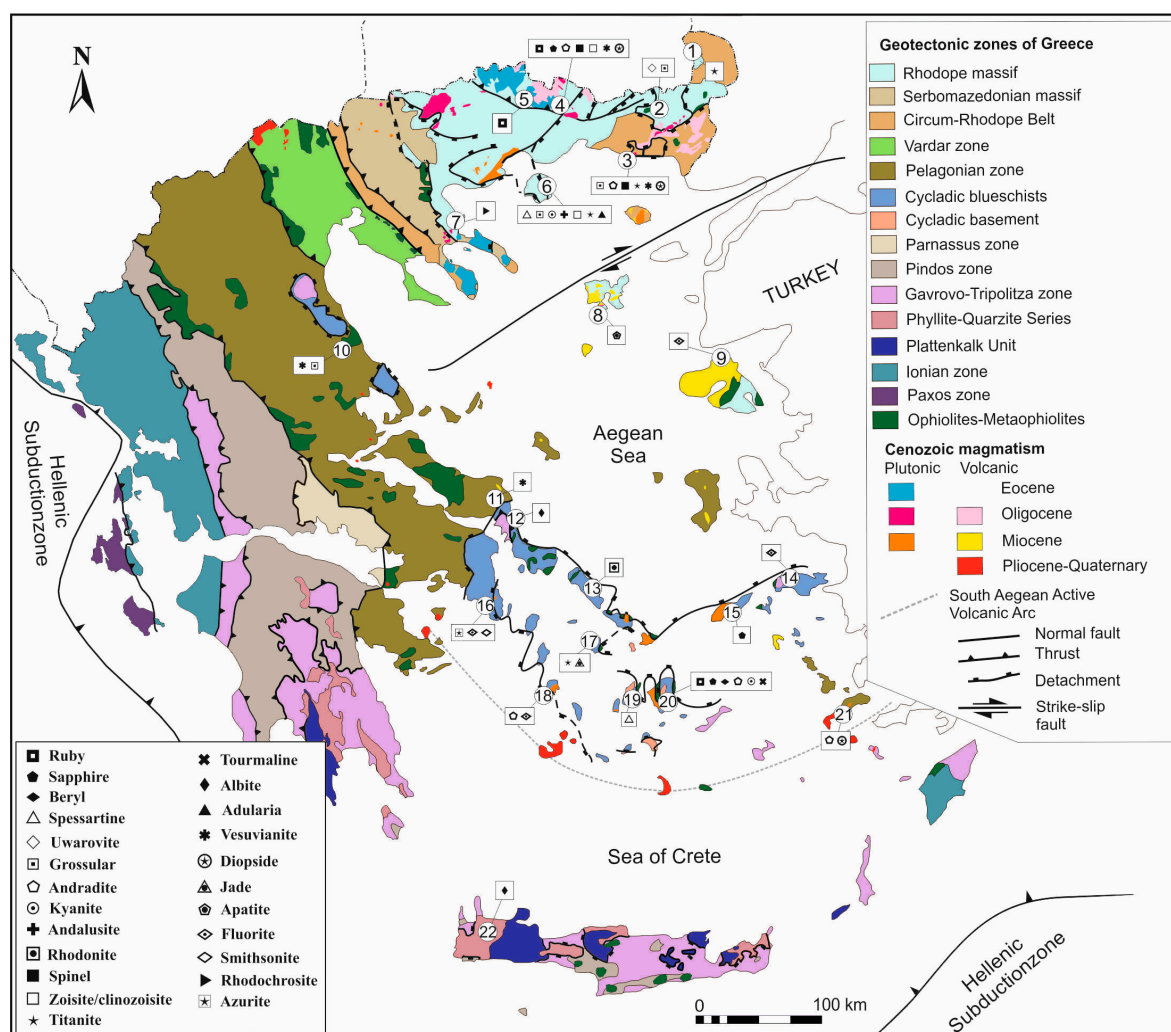 N
1
2
3
4
5
6
7
8
9
10
11
12
13
14
15
16
17
18
19
20
21
22
TURKEY
Aegean
Sea
Sea of Crete
Hellenic
Subductionzone
Hellenic
Subductionzone
0 100 km
Geotectonic zones of Greece
Rhodope massif
Serbomazedonian massif
Circum-Rhodope Belt
Vardar zone
Pelagonian zone
Cycladic blueschists
Cycladic basement
Parnassus zone
Pindos zone
Gavrovo-Tripolitza zone
Phyllite-Quarzite Series
Plattenkalk Unit
Ionian zone
Paxos zone
Ophiolites-Metaophiolites
Cenozoic magmatism
Plutonic Volcanic
Eocene
Oligocene
Miocene
Pliocene-Quaternary
South Aegean Active
Volcanic Arc
Normal fault
Thrust
Detachment
Strike-slip
fault
Ruby
Sapphire
Beryl
Spessartine
Uwarovite
Grossular
Andradite
Kyanite
Andalusite
Rhodonite
Spinel
Zoisite/clinozoisite
Titanite
Tourmaline
Albite
Adularia
Vesuvianite
Diopside
Jade
Apatite
Fluorite
Smithsonite
Rhodochrosite
Azurite